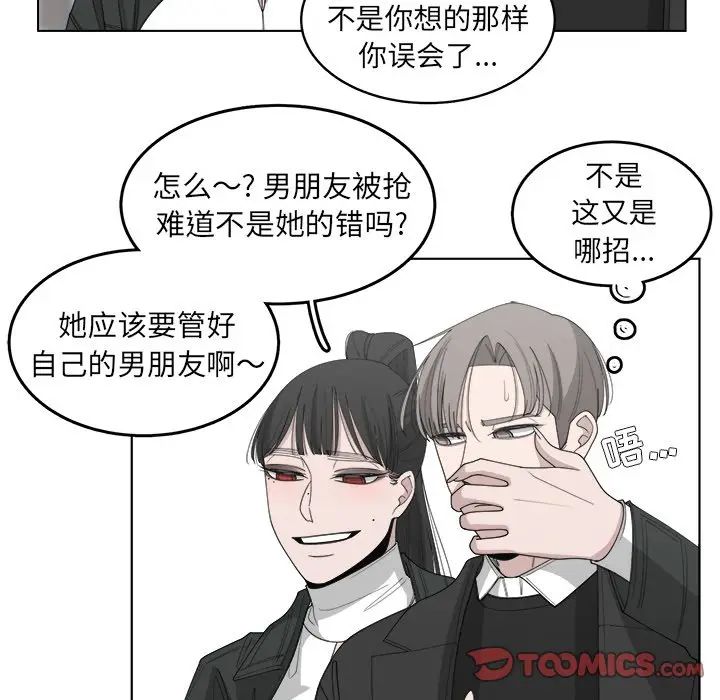 不是你想的那样
你误会了...
怎么～? 男朋友被抢
难道不是她的错吗?
不是
这又是
哪招...
她应该要管好
自己的男朋友啊～
唔...
TOOMICS.COM